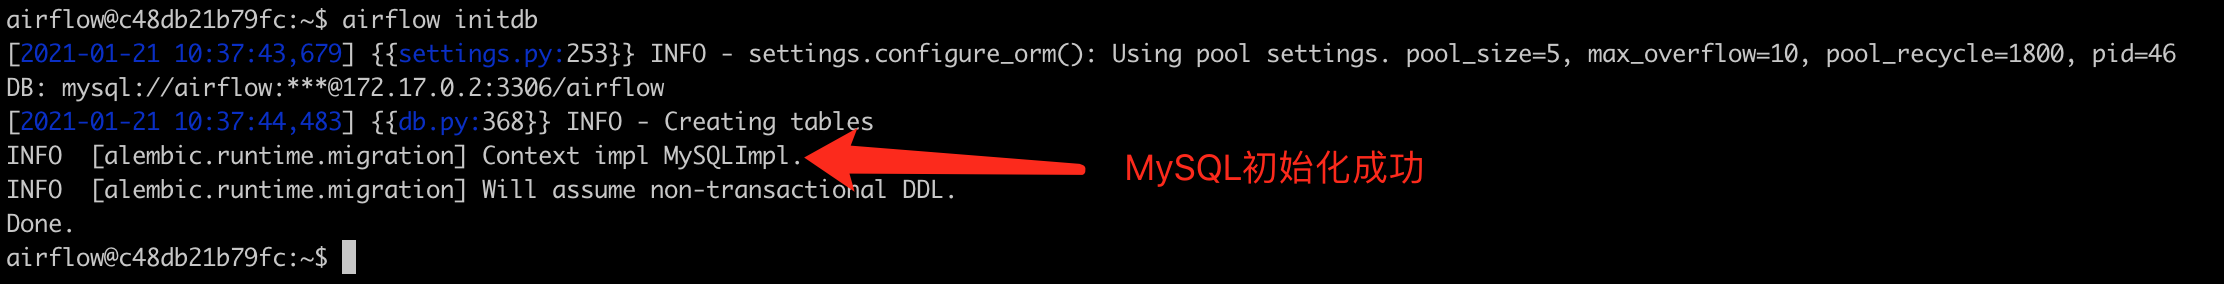 airflow@c48db21b79fc:~$ airflow initdb
[2021-01-21 10:37:43,679] {{settings.py:253}} INFO - settings.configure_orm(): Using pool settings. pool_size=5, max_overflow=10, pool_recycle=1800, pid=46
DB: mysql://airflow:***@172.17.0.2:3306/airflow
[2021-01-21 10:37:44,483] {{db.py:368}} INFO - Creating tables
INFO  [alembic.runtime.migration] Context impl MySQLImpl.
MySQL初始化成功
INFO  [alembic.runtime.migration] Will assume non-transactional DDL.
Done.
airflow@c48db21b79fc:~$